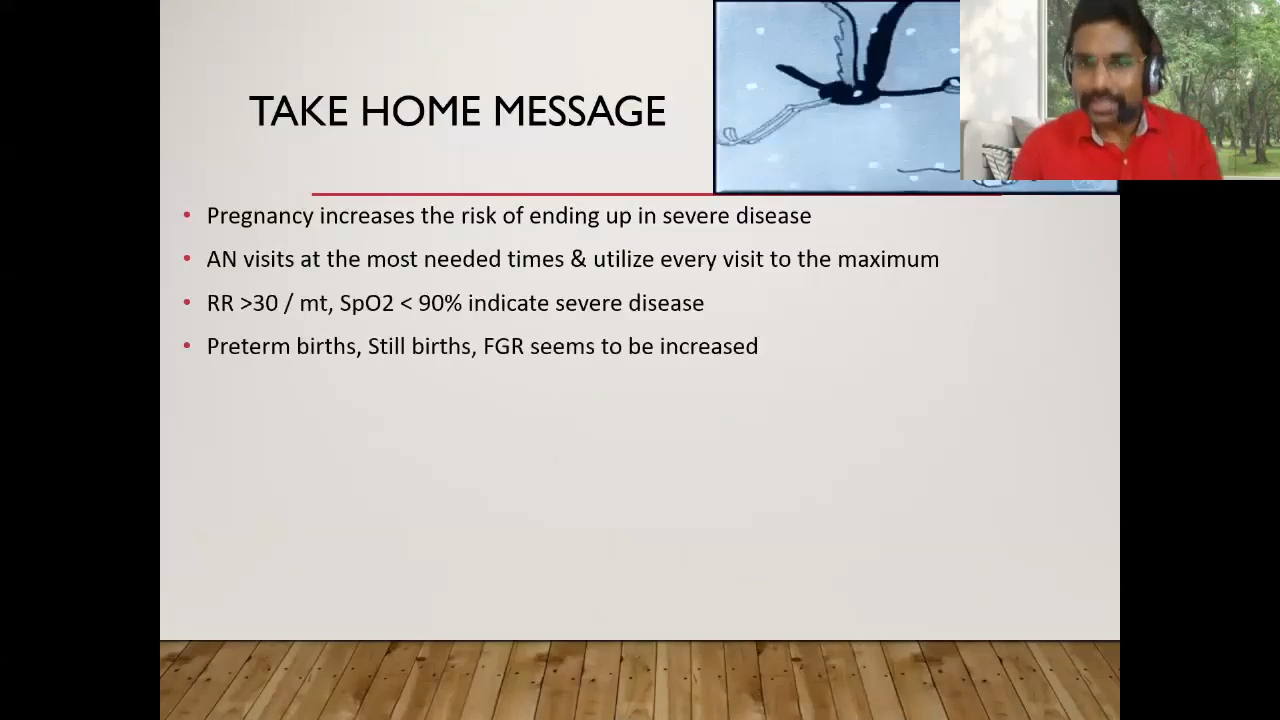 TAKE HOME MESSAGE
• Pregnancy increases the risk of ending up in severe disease
• AN visits at the most needed times & utilize every visit to the maximum
• RR >30 / mt, SpO2 < 90% indicate severe disease
• Preterm births, Still births, FGR seems to be increased